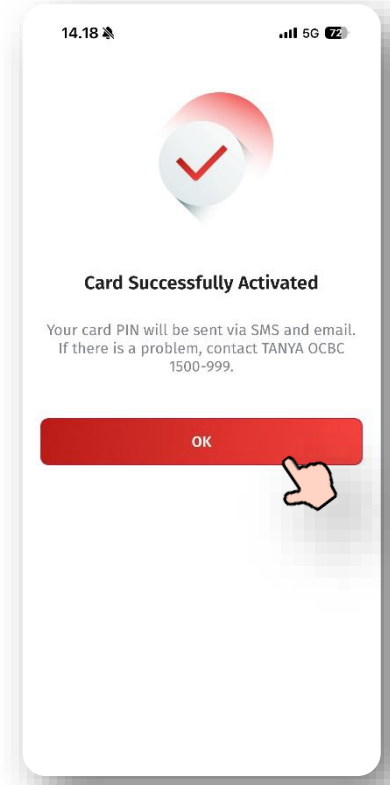 14.18 5G 72
Card Successfully Activated
Your card PIN will be sent via SMS and email.
If there is a problem, contact TANYA OCBC
1500-999.
OK